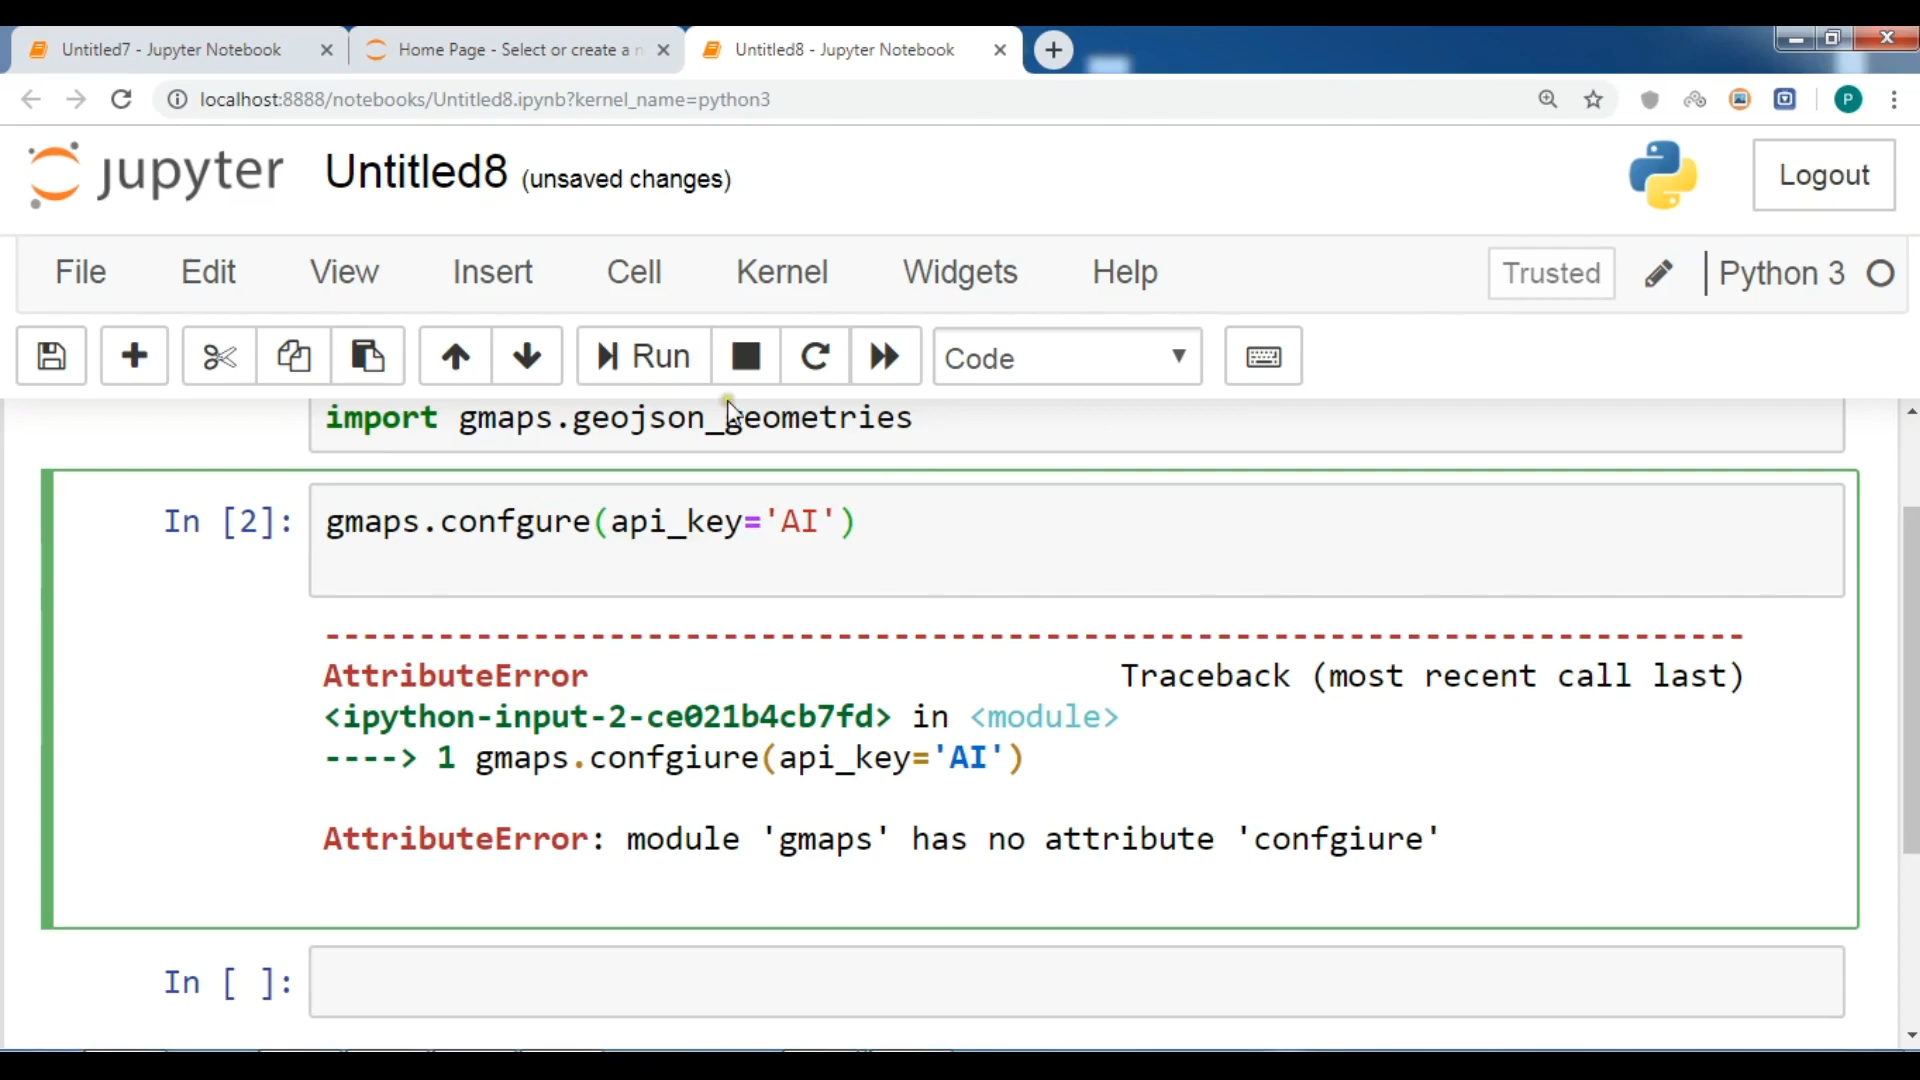 Untitled7 - Jupyter Notebook
Home Page - Select or create a n
Untitled8 - Jupyter Notebook
localhost:8888/notebooks/Untitled8.ipynb?kernel_name=python3
P
jupyter Untitled8 (unsaved changes)
Logout
File Edit View Insert Cell Kernel Widgets Help
Trusted
Python 3
Run
Code
import gmaps.geojson_geometries
In [2]: gmaps.confgure(api_key='AI')
---------------------------------------------------------------------------
AttributeError Traceback (most recent call last)
<ipython-input-2-ce021b4cb7fd> in <module>
----> 1 gmaps.confgiure(api_key='AI')
AttributeError: module 'gmaps' has no attribute 'confgiure'
In [ ]: